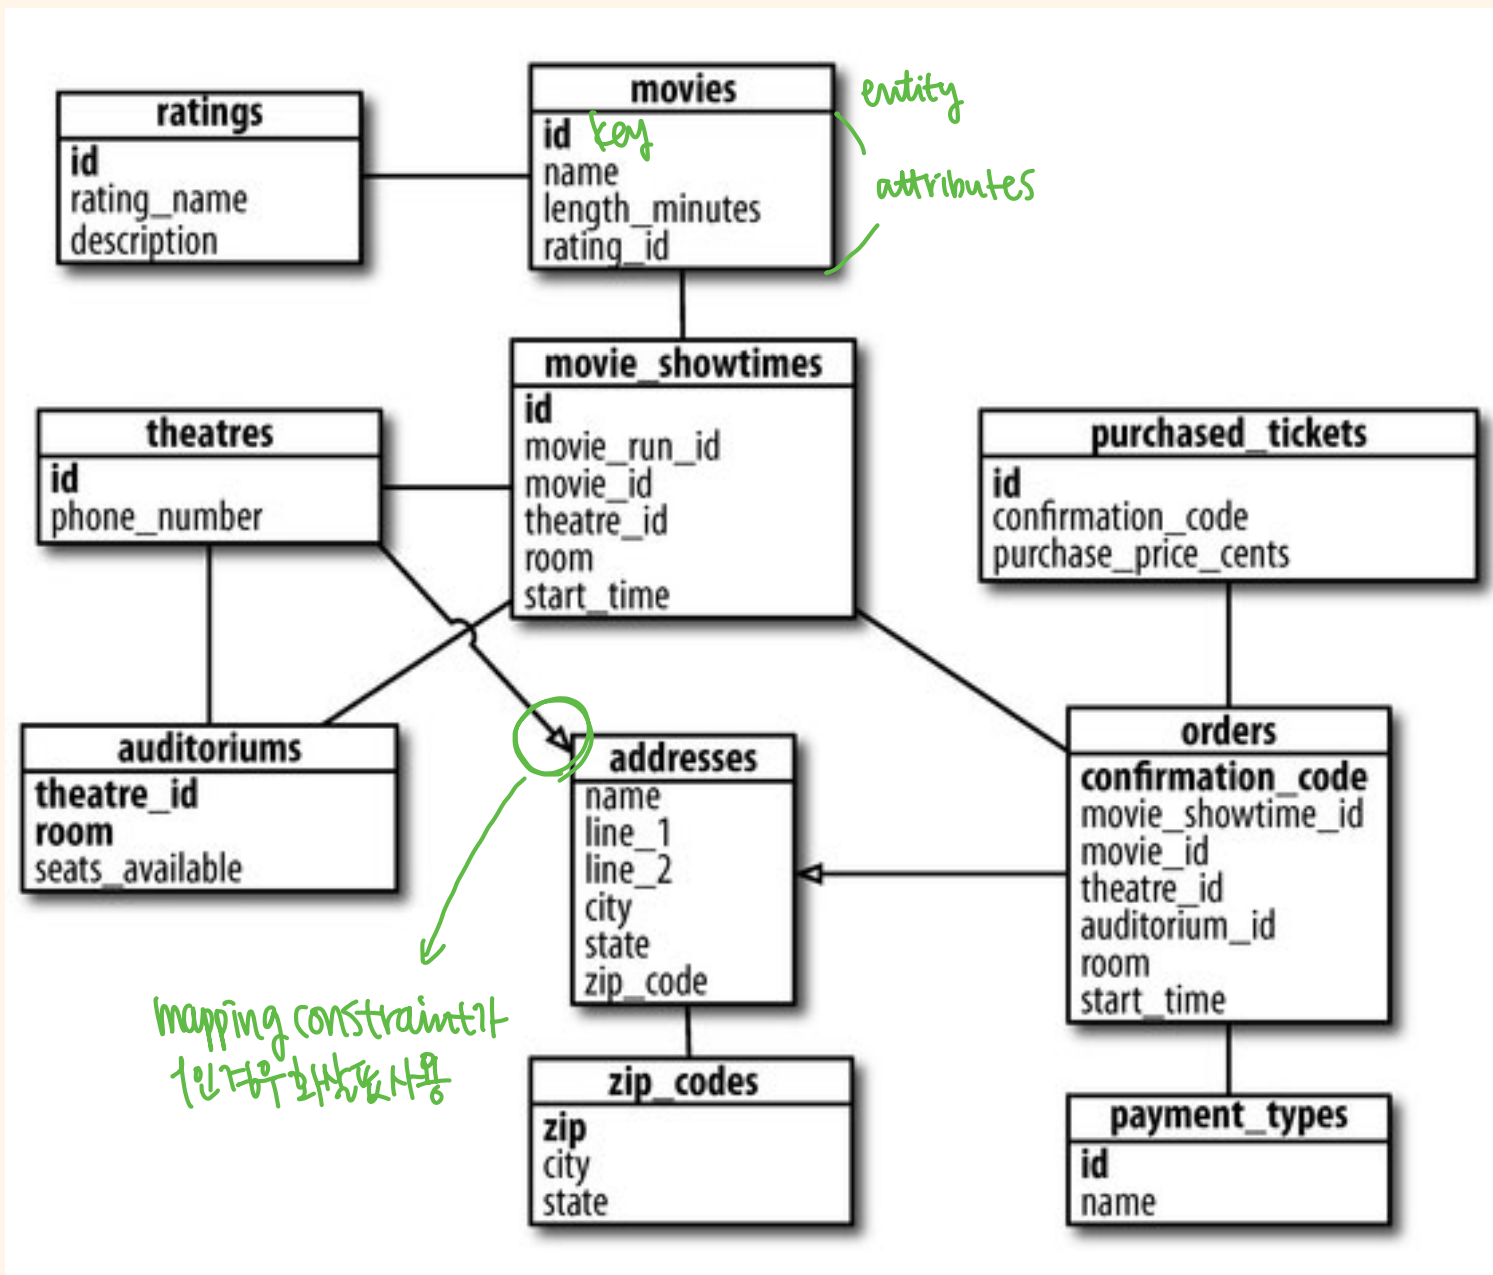 ratings
id
rating_name
description
movies
id key
name
length_minutes
rating_id
entity
attributes
movie_showtimes
id
movie_run_id
movie_id
theatre_id
room
start_time
theatres
id
phone_number
purchased_tickets
id
confirmation_code
purchase_price_cents
auditoriums
theatre_id
room
seats_available
addresses
name
line_1
line_2
city
state
zip_code
orders
confirmation_code
movie_showtime_id
movie_id
theatre_id
auditorium_id
room
start_time
mapping constraint가
1인 경우 화살표 사용
zip_codes
zip
city
state
payment_types
id
name